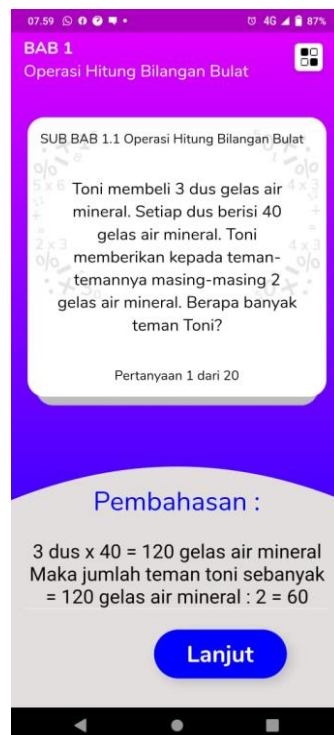 07.59 4G 87%
BAB 1
Operasi Hitung Bilangan Bulat
SUB BAB 1.1 Operasi Hitung Bilangan Bulat
Toni membeli 3 dus gelas air
mineral. Setiap dus berisi 40
gelas air mineral. Toni
memberikan kepada teman-
temannya masing-masing 2
gelas air mineral. Berapa banyak
teman Toni?
Pertanyaan 1 dari 20
Pembahasan :
3 dus x 40 = 120 gelas air mineral
Maka jumlah teman toni sebanyak
= 120 gelas air mineral : 2 = 60
Lanjut